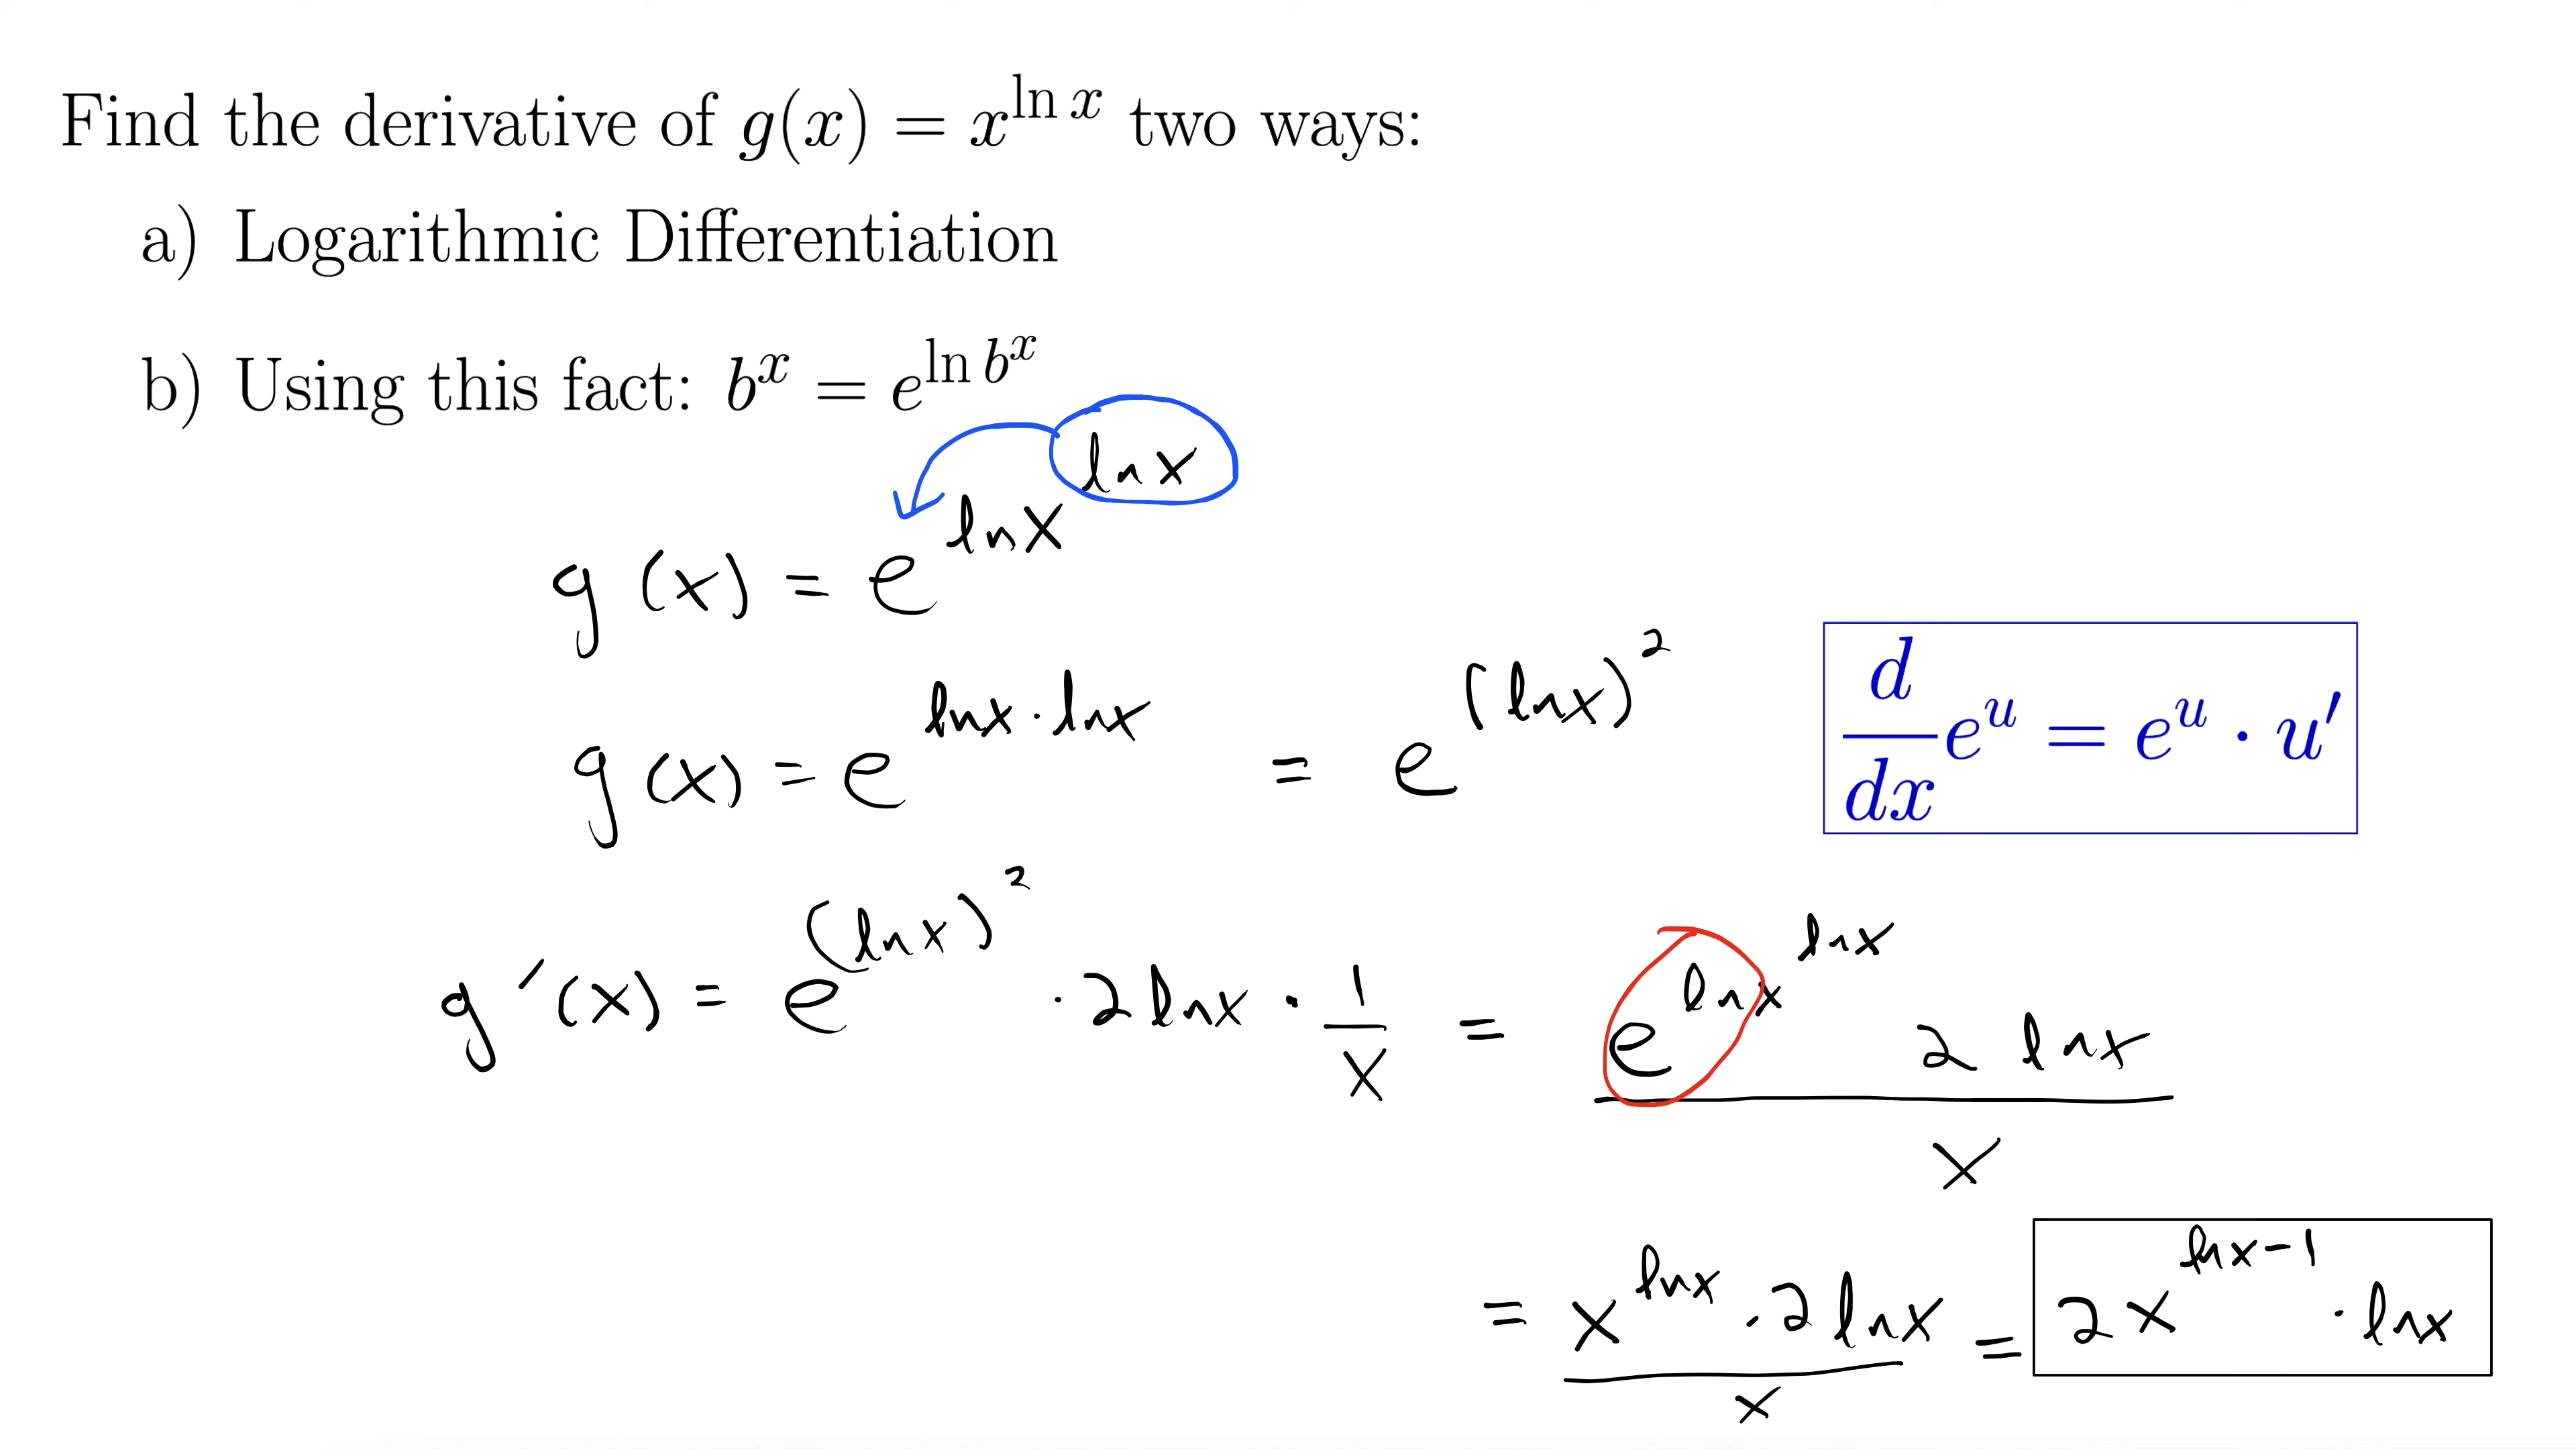 Find the derivative of g(x) = x^{ln x} two ways:
a) Logarithmic Differentiation
b) Using this fact: b^x = e^{ln b^x}
g(x) = e^{ln x^{ln x}}
g(x) = e^{ln x · ln x} = e^{(ln x)^2}
d/dx e^u = e^u · u′
g′(x) = e^{(ln x)^2} · 2 ln x · 1/x = e^{ln x^{ln x}} 2 ln x / x
= x^{ln x} · 2 ln x / x = 2x^{ln x - 1} · ln x